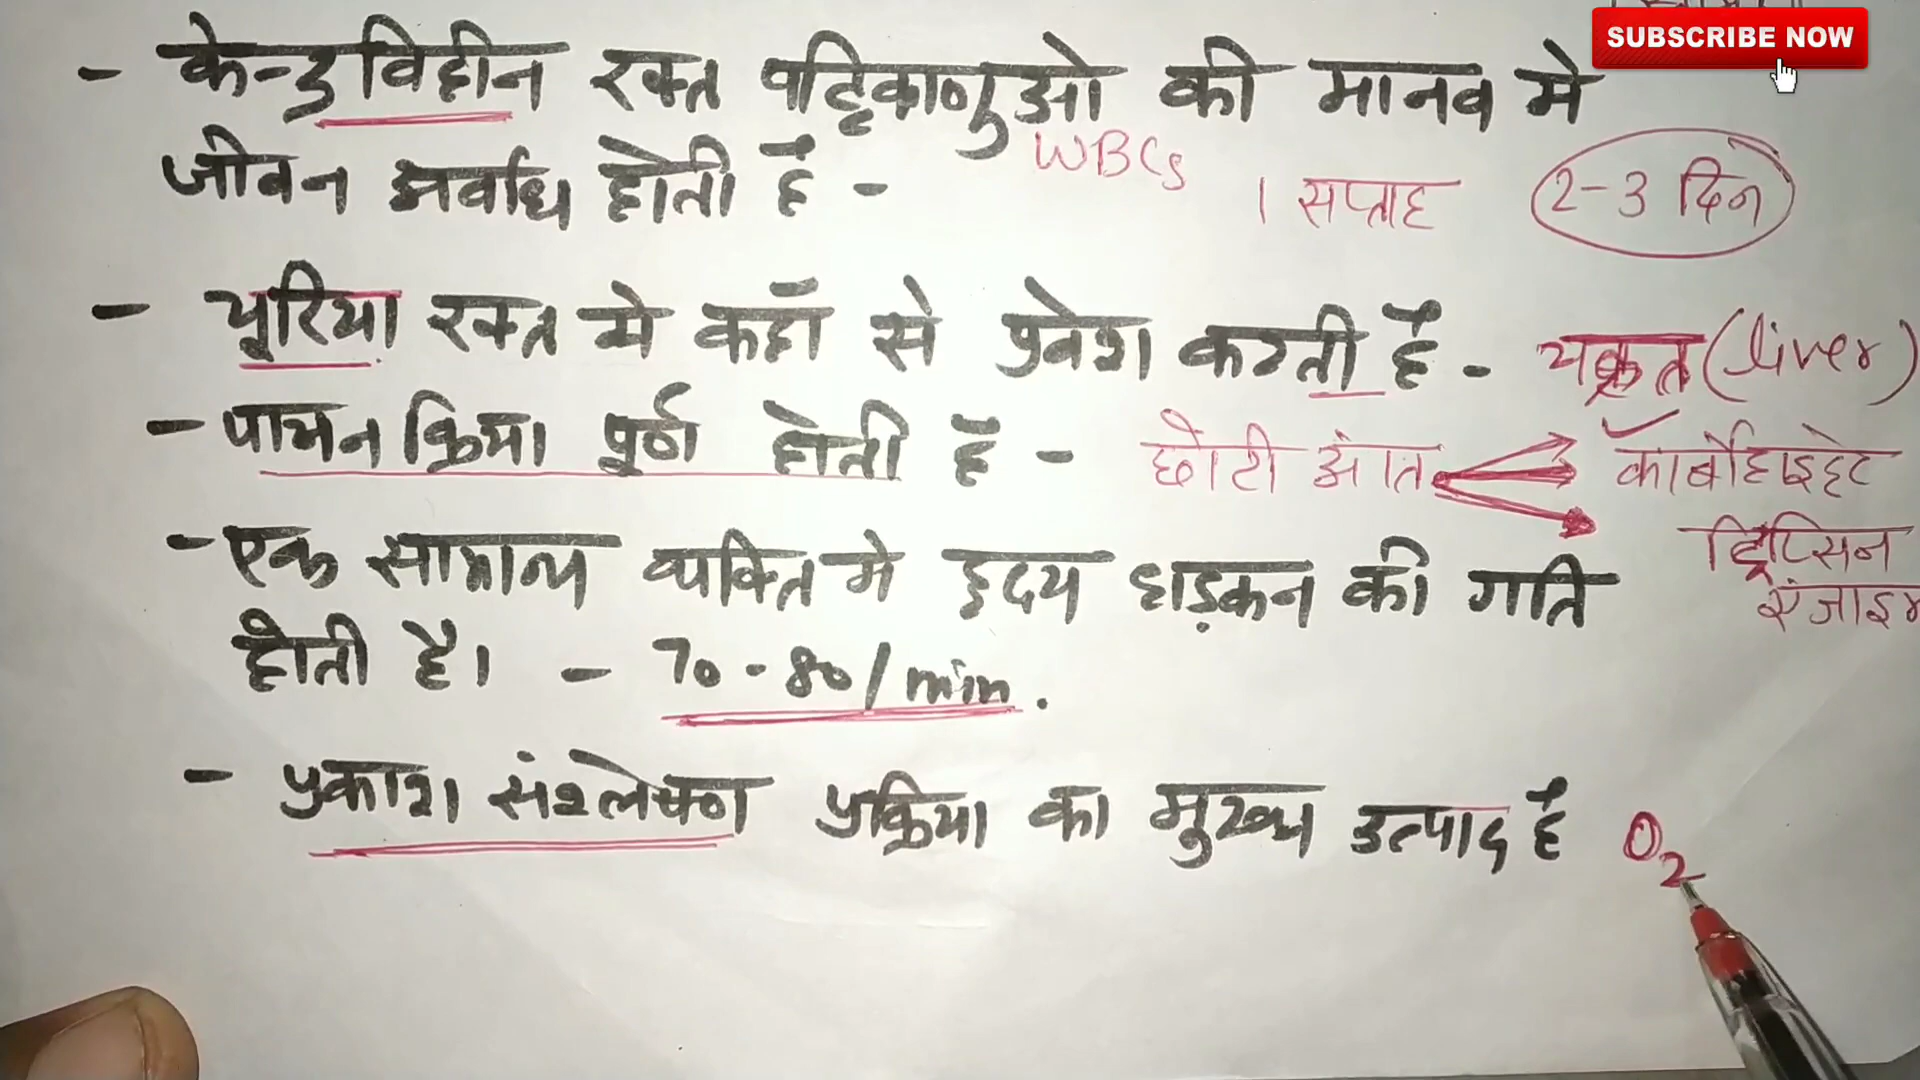 SUBSCRIBE NOW
- केन्द्रविहीन रक्त पट्टिकाणुओ की मानव मे
जीवन अवधि होती हैं -
WBCs
1 सप्ताह
2-3 दिन
- यूरिया रक्त मे कहाँ से प्रवेश करती हैं - यकृत (liver)
- पाचन क्रिया पूर्ण होती हैं - छोटी आंत कार्बोहाइड्रेट
ट्रिप्सिन
एंजाइम
- एक सामान्य व्यक्ति मे हृदय धड़कन की गति
होती है। - 70-80/min.
- प्रकाश संश्लेषण प्रक्रिया का मुख्य उत्पाद हैं O2